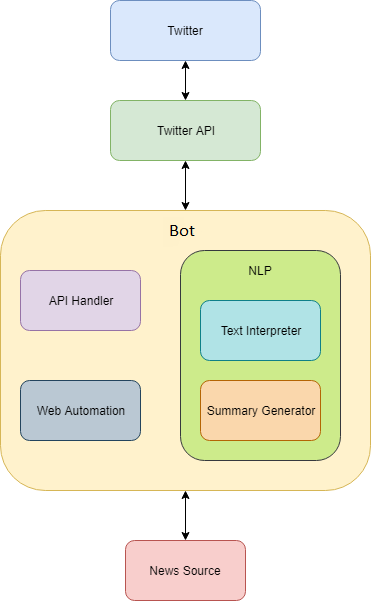 Twitter
Twitter API
Bot
NLP
API Handler
Text Interpreter
Web Automation
Summary Generator
News Source